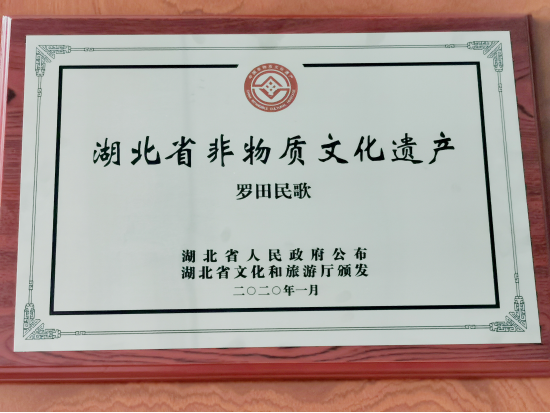 湖北省非物质文化遗产
罗田民歌
湖北省人民政府公布
湖北省文化和旅游厅颁发
二〇二〇年一月